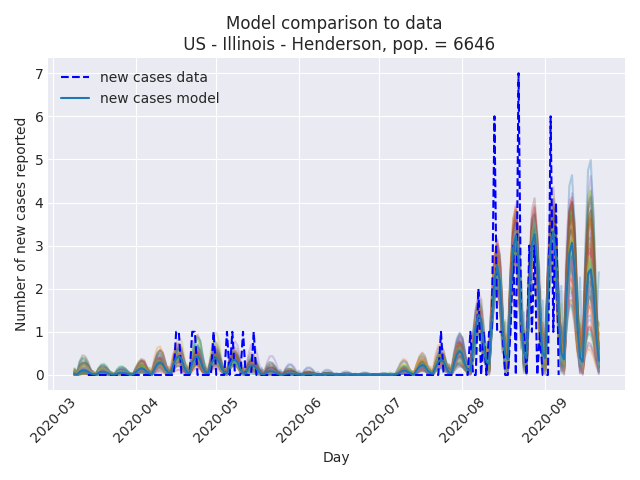 Model comparison to data
US - Illinois - Henderson, pop. = 6646
new cases data
new cases model
Number of new cases reported
7
6
5
4
3
2
1
0
2020-03
2020-04
2020-05
2020-06
2020-07
2020-08
2020-09
Day